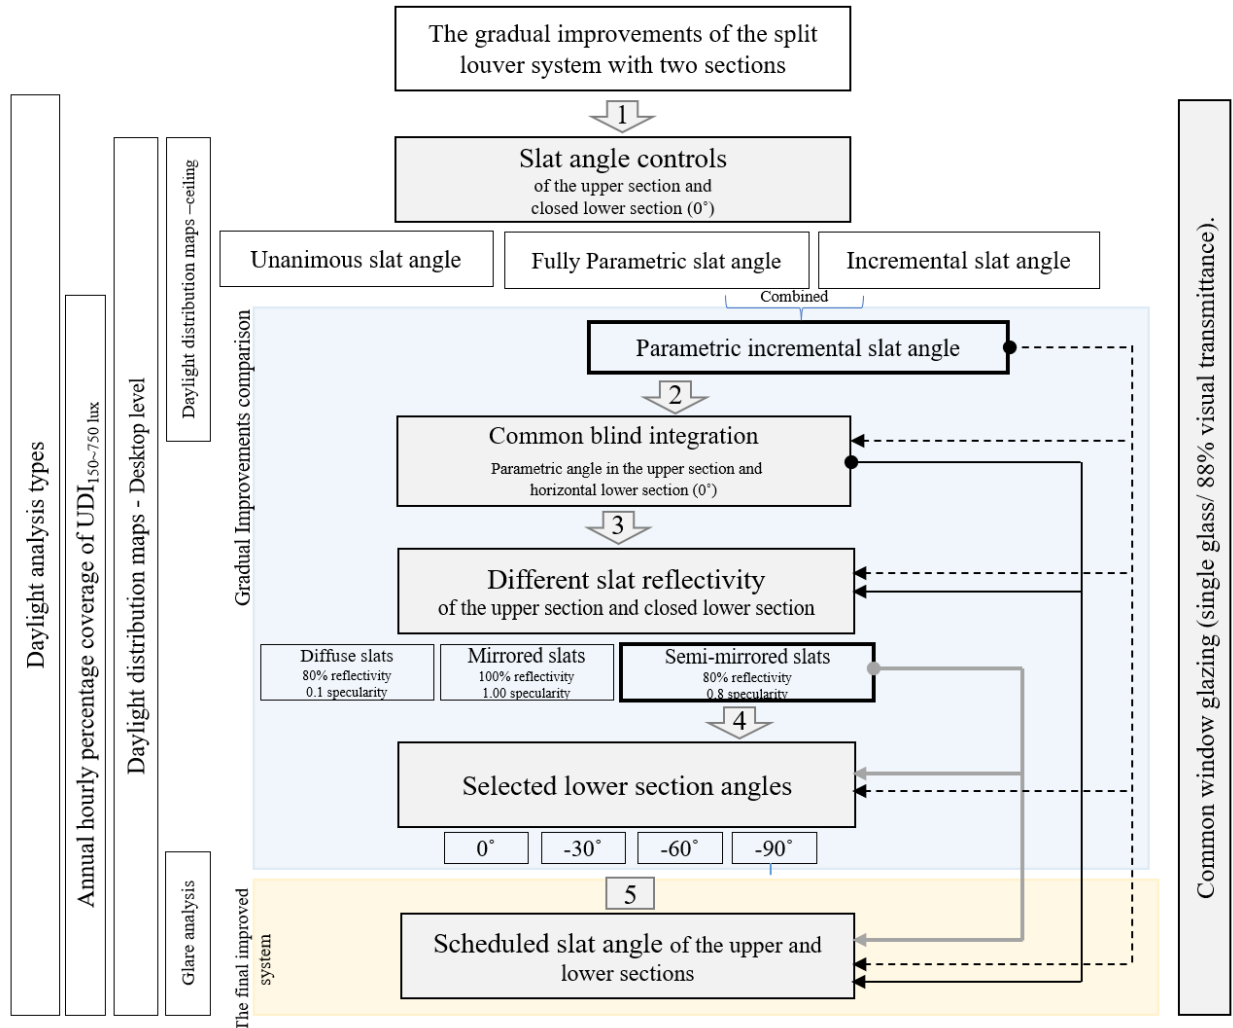 The gradual improvements of the split
louver system with two sections
1
Slat angle controls
of the upper section and
closed lower section (0˚)
Unanimous slat angle
Fully Parametric slat angle
Incremental slat angle
Combined
Parametric incremental slat angle
2
Common blind integration
Parametric angle in the upper section and
horizontal lower section (0˚)
3
Different slat reflectivity
of the upper section and closed lower section
Diffuse slats
80% reflectivity
0.1 specularity
Mirrored slats
100% reflectivity
1.00 specularity
Semi-mirrored slats
80% reflectivity
0.8 specularity
4
Selected lower section angles
0˚
-30˚
-60˚
-90˚
5
Scheduled slat angle of the upper and
lower sections
Daylight analysis types
Annual hourly percentage coverage of UDI150~750 lux
Daylight distribution maps - Desktop level
Daylight distribution maps –ceiling
Glare analysis
Gradual Improvements comparison
The final improved
system
Common window glazing (single glass/ 88% visual transmittance).